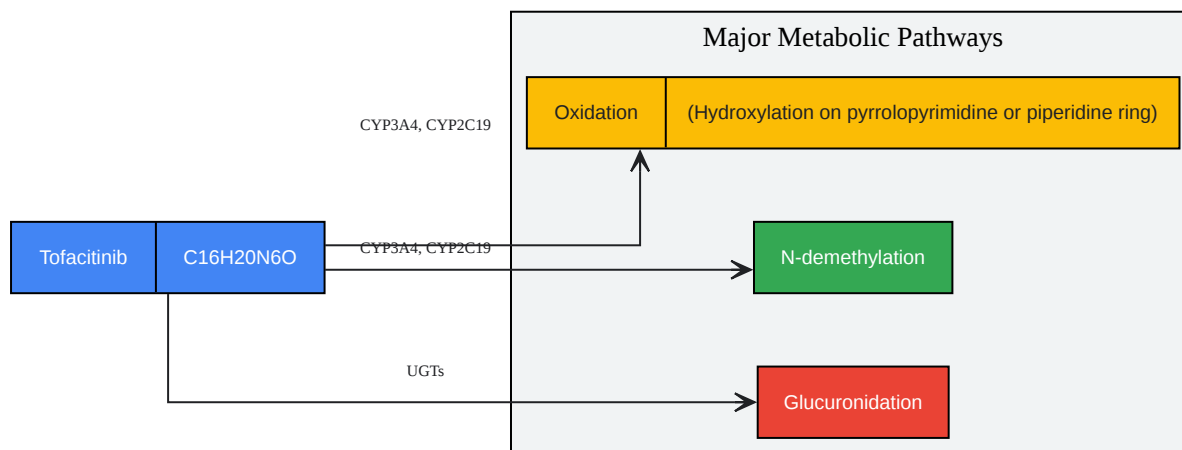 Major Metabolic Pathways
Oxidation
(Hydroxylation on pyrrolopyrimidine or piperidine ring)
CYP3A4, CYP2C19
Tofacitinib
C16H20N6O
CYP3A4, CYP2C19
N-demethylation
UGTs
Glucuronidation